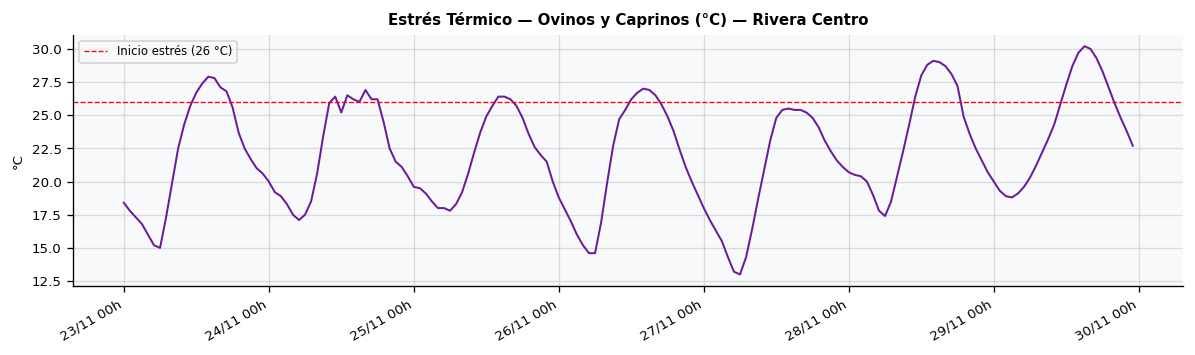 Estrés Térmico — Ovinos y Caprinos (°C) — Rivera Centro
Inicio estrés (26 °C)
°C
30.0
27.5
25.0
22.5
20.0
17.5
15.0
12.5
23/11 00h
24/11 00h
25/11 00h
26/11 00h
27/11 00h
28/11 00h
29/11 00h
30/11 00h